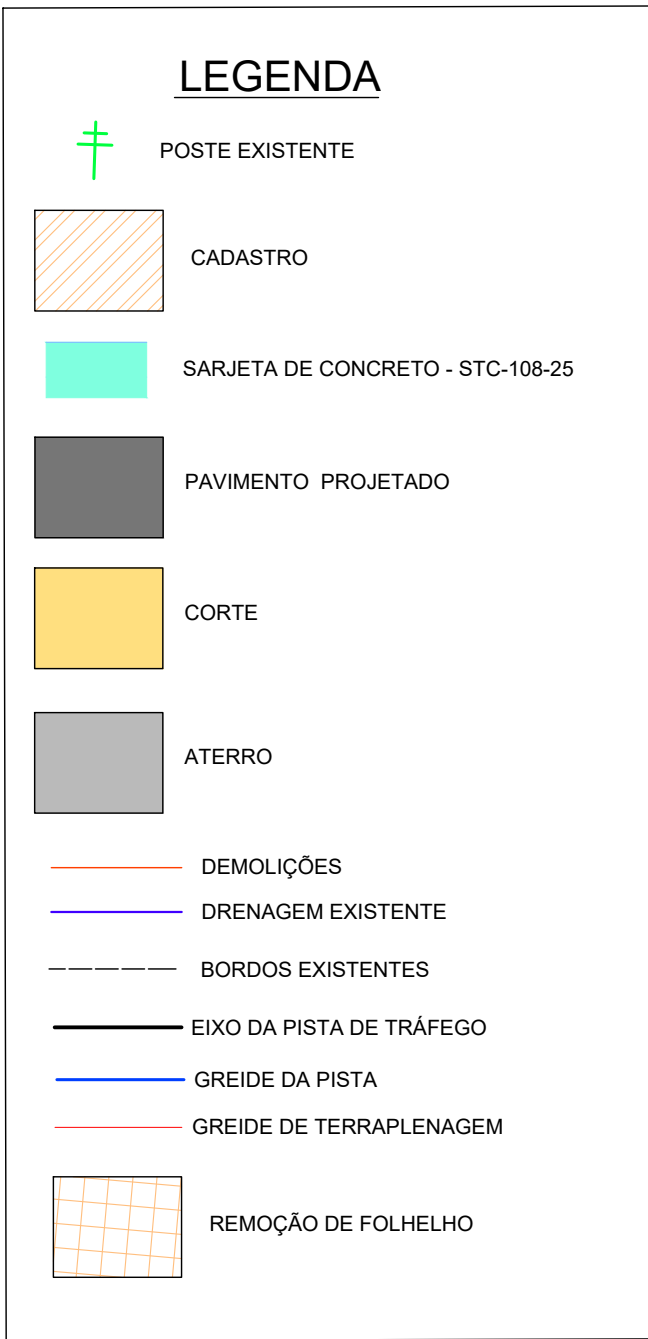 LEGENDA
POSTE EXISTENTE
CADASTRO
SARJETA DE CONCRETO - STC-108-25
PAVIMENTO PROJETADO
CORTE
ATERRO
DEMOLIÇÕES
DRENAGEM EXISTENTE
BORDOS EXISTENTES
EIXO DA PISTA DE TRÁFEGO
GREIDE DA PISTA
GREIDE DE TERRAPLENAGEM
REMOÇÃO DE FOLHELHO